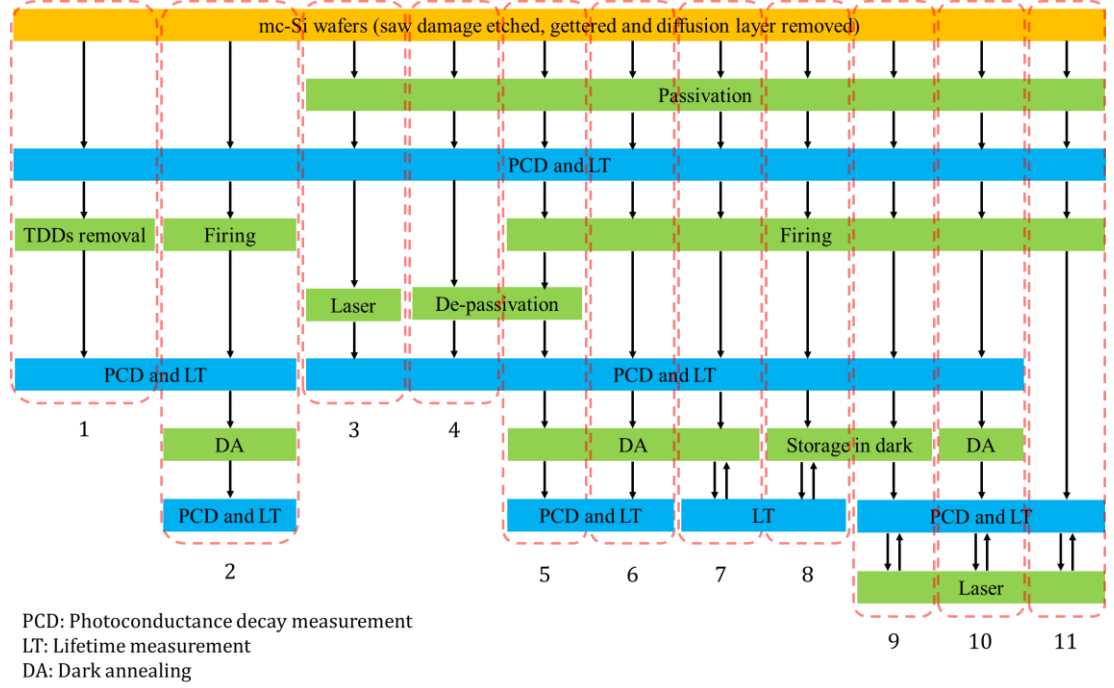 mc-Si wafers (saw damage etched, gettered and diffusion layer removed)
Passivation
PCD and LT
TDDs removal
Firing
Firing
Laser
De-passivation
PCD and LT
PCD and LT
1
3
4
DA
DA
Storage in dark
DA
PCD and LT
PCD and LT
LT
PCD and LT
2
5
6
7
8
Laser
9
10
11
PCD: Photoconductance decay measurement
LT: Lifetime measurement
DA: Dark annealing